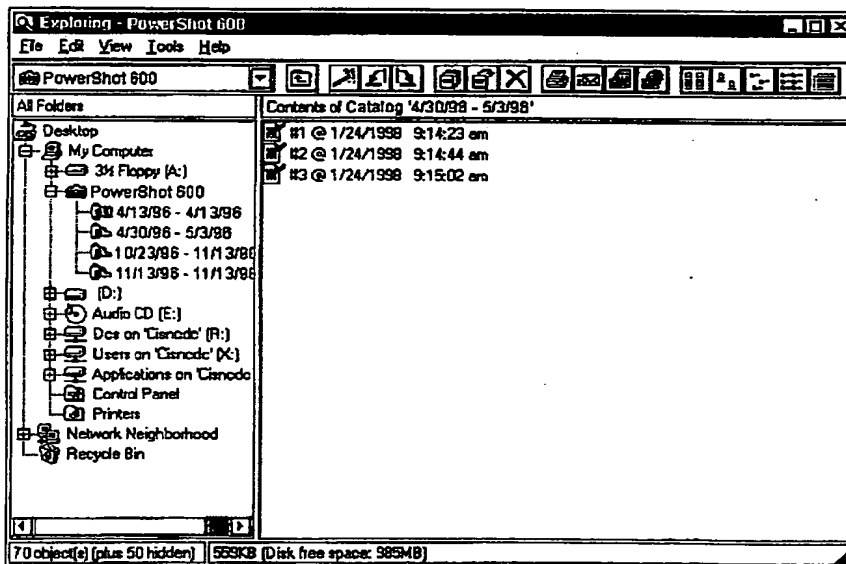 Exploring - PowerShot 600
File Edit View Tools Help
PowerShot 600
All Folders
Contents of Catalog '4/30/98 - 5/3/98'
Desktop
My Computer
3½ Floppy (A:)
PowerShot 600
4/13/96 - 4/13/96
4/30/96 - 5/3/96
10/23/96 - 11/13/96
11/13/96 - 11/13/96
(D:)
Audio CD (E:)
Dcs on 'Cisnodc' (R:)
Users on 'Cisnodc' (X:)
Applications on 'Cisnodc
Control Panel
Printers
Network Neighborhood
Recycle Bin
#1 @ 1/24/1998 9:14:23 am
#2 @ 1/24/1998 9:14:44 am
#3 @ 1/24/1998 9:15:02 am
70 object(s) (plus 50 hidden)
559KB (Disk free space: 985MB)